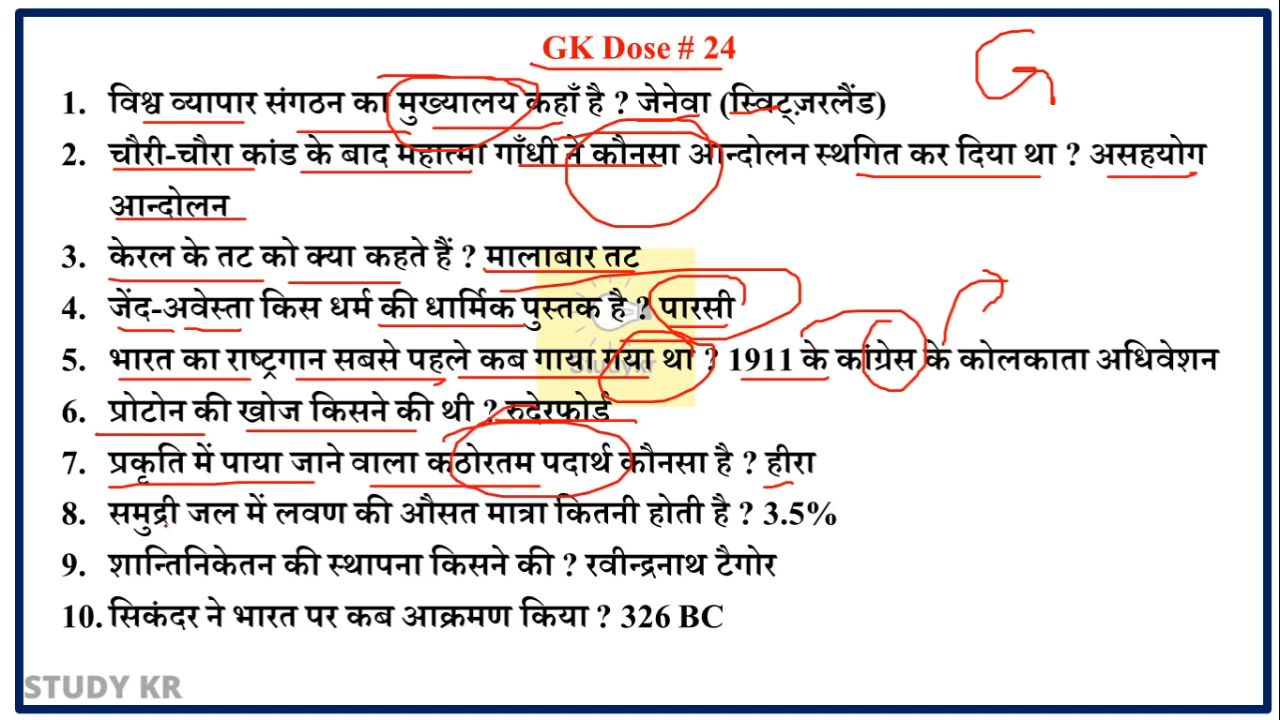 GK Dose # 24
G
1. विश्व व्यापार संगठन का मुख्यालय कहाँ है ? जेनेवा (स्विट्ज़रलैंड)
2. चौरी-चौरा कांड के बाद महात्मा गाँधी ने कौनसा आन्दोलन स्थगित कर दिया था ? असहयोग
आन्दोलन
3. केरल के तट को क्या कहते हैं ? मालाबार तट
4. जेंद-अवेस्ता किस धर्म की धार्मिक पुस्तक है ? पारसी
5. भारत का राष्ट्रगान सबसे पहले कब गाया गया था ? 1911 के कांग्रेस के कोलकाता अधिवेशन
Studykr
6. प्रोटोन की खोज किसने की थी ? रुदेरफोर्ड
7. प्रकृति में पाया जाने वाला कठोरतम पदार्थ कौनसा है ? हीरा
8. समुद्री जल में लवण की औसत मात्रा कितनी होती है ? 3.5%
9. शान्तिनिकेतन की स्थापना किसने की ? रवीन्द्रनाथ टैगोर
10. सिकंदर ने भारत पर कब आक्रमण किया ? 326 BC
STUDY KR